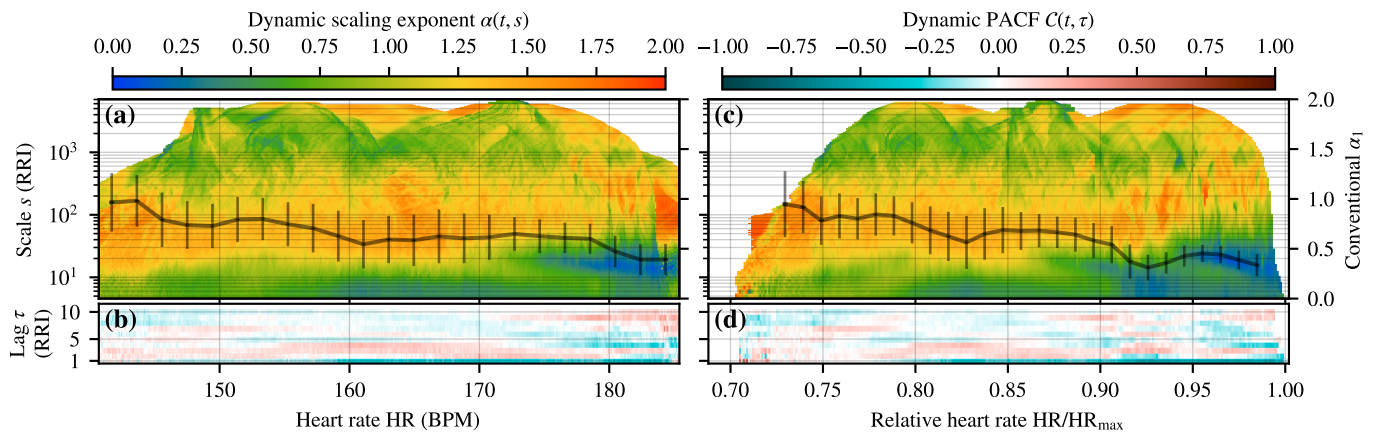 Dynamic scaling exponent α(t, s)
0.00 0.25 0.50 0.75 1.00 1.25 1.50 1.75 2.00
Dynamic PACF C(t, τ)
−1.00 −0.75 −0.50 −0.25 0.00 0.25 0.50 0.75 1.00
(a)
Scale s (RRI)
10³
10²
10¹
(c)
2.0
1.5
1.0
0.5
0.0
Conventional α₁
(b)
Lag τ
(RRI)
10
5
1
150 160 170 180
Heart rate HR (BPM)
(d)
0.70 0.75 0.80 0.85 0.90 0.95 1.00
Relative heart rate HR/HRₘₐₓ